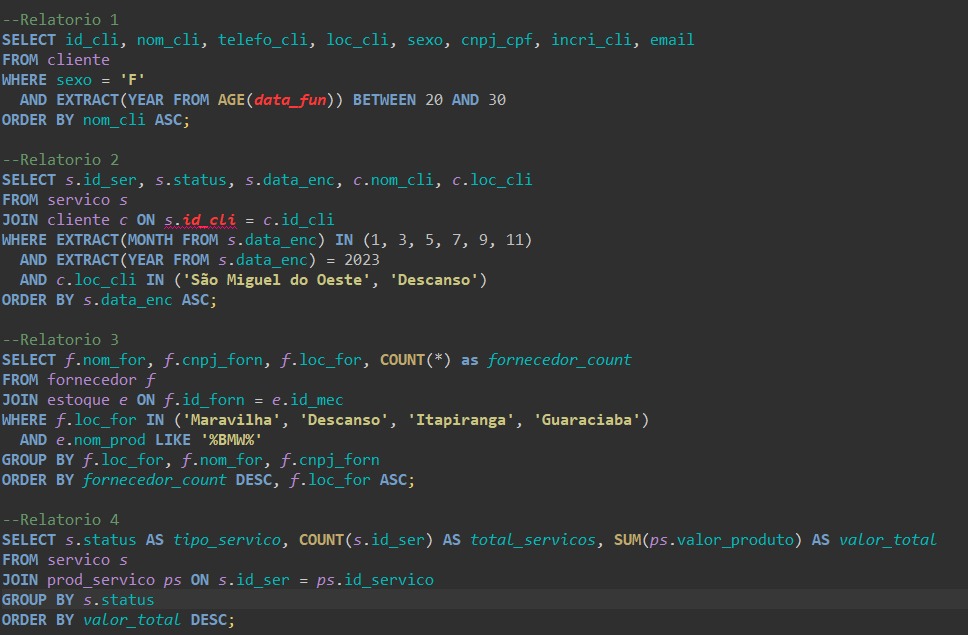 --Relatorio 1
SELECT id_cli, nom_cli, telefo_cli, loc_cli, sexo, cnpj_cpf, incri_cli, email
FROM cliente
WHERE sexo = 'F'
  AND EXTRACT(YEAR FROM AGE(data_fun)) BETWEEN 20 AND 30
ORDER BY nom_cli ASC;

--Relatorio 2
SELECT s.id_ser, s.status, s.data_enc, c.nom_cli, c.loc_cli
FROM servico s
JOIN cliente c ON s.id_cli = c.id_cli
WHERE EXTRACT(MONTH FROM s.data_enc) IN (1, 3, 5, 7, 9, 11)
  AND EXTRACT(YEAR FROM s.data_enc) = 2023
  AND c.loc_cli IN ('São Miguel do Oeste', 'Descanso')
ORDER BY s.data_enc ASC;

--Relatorio 3
SELECT f.nom_for, f.cnpj_forn, f.loc_for, COUNT(*) as fornecedor_count
FROM fornecedor f
JOIN estoque e ON f.id_forn = e.id_mec
WHERE f.loc_for IN ('Maravilha', 'Descanso', 'Itapiranga', 'Guaraciaba')
  AND e.nom_prod LIKE '%BMW%'
GROUP BY f.loc_for, f.nom_for, f.cnpj_forn
ORDER BY fornecedor_count DESC, f.loc_for ASC;

--Relatorio 4
SELECT s.status AS tipo_servico, COUNT(s.id_ser) AS total_servicos, SUM(ps.valor_produto) AS valor_total
FROM servico s
JOIN prod_servico ps ON s.id_ser = ps.id_servico
GROUP BY s.status
ORDER BY valor_total DESC;